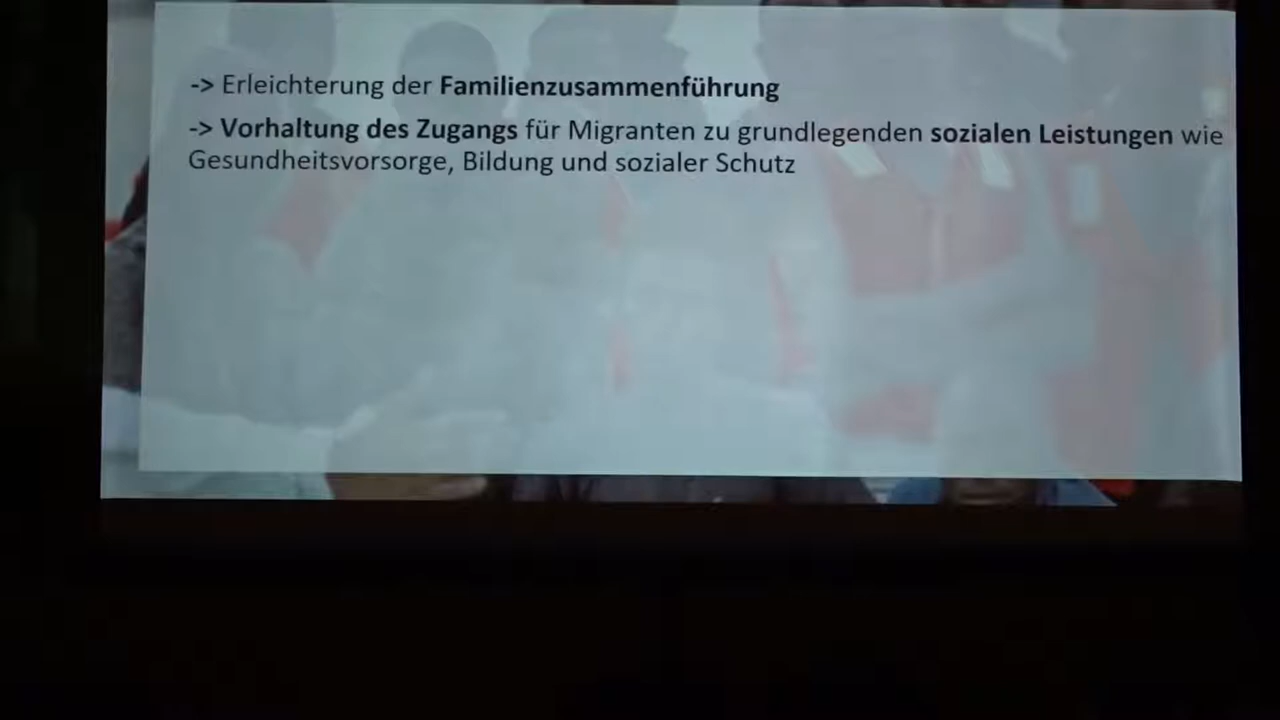 -> Erleichterung der Familienzusammenführung
-> Vorhaltung des Zugangs für Migranten zu grundlegenden sozialen Leistungen wie
Gesundheitsvorsorge, Bildung und sozialer Schutz